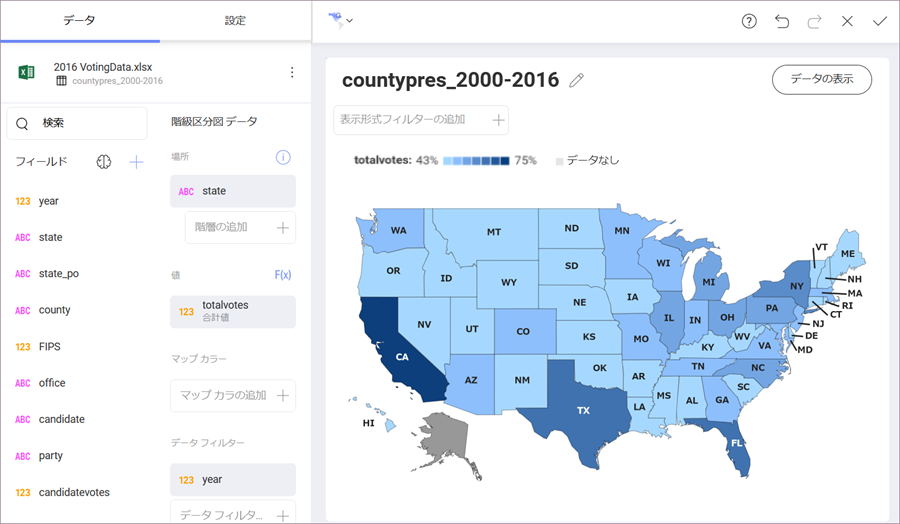 データ
設定
2016 VotingData.xlsx
countypres_2000-2016
検索
フィールド
123 year
ABC state
ABC state_po
ABC county
123 FIPS
ABC office
ABC candidate
ABC party
123 candidatevotes
階級区分図 データ
場所
ABC state
階層の追加
値
F(x)
123 totalvotes
合計値
マップ カラー
マップ カラの追加
データ フィルター
123 year
データ フィルタ...
countypres_2000-2016
データの表示
表示形式フィルターの追加
totalvotes: 43% 75% データなし
WA
MT
ND
MN
VT
ME
OR
ID
SD
WI
MI
NY
NH
WY
MA
RI
CT
NE
IA
IL
IN
OH
PA
NJ
NV
UT
CO
KS
MO
KY
WV
VA
DE
MD
CA
AZ
NM
OK
AR
TN
NC
SC
TX
LA
MS
AL
GA
FL
HI